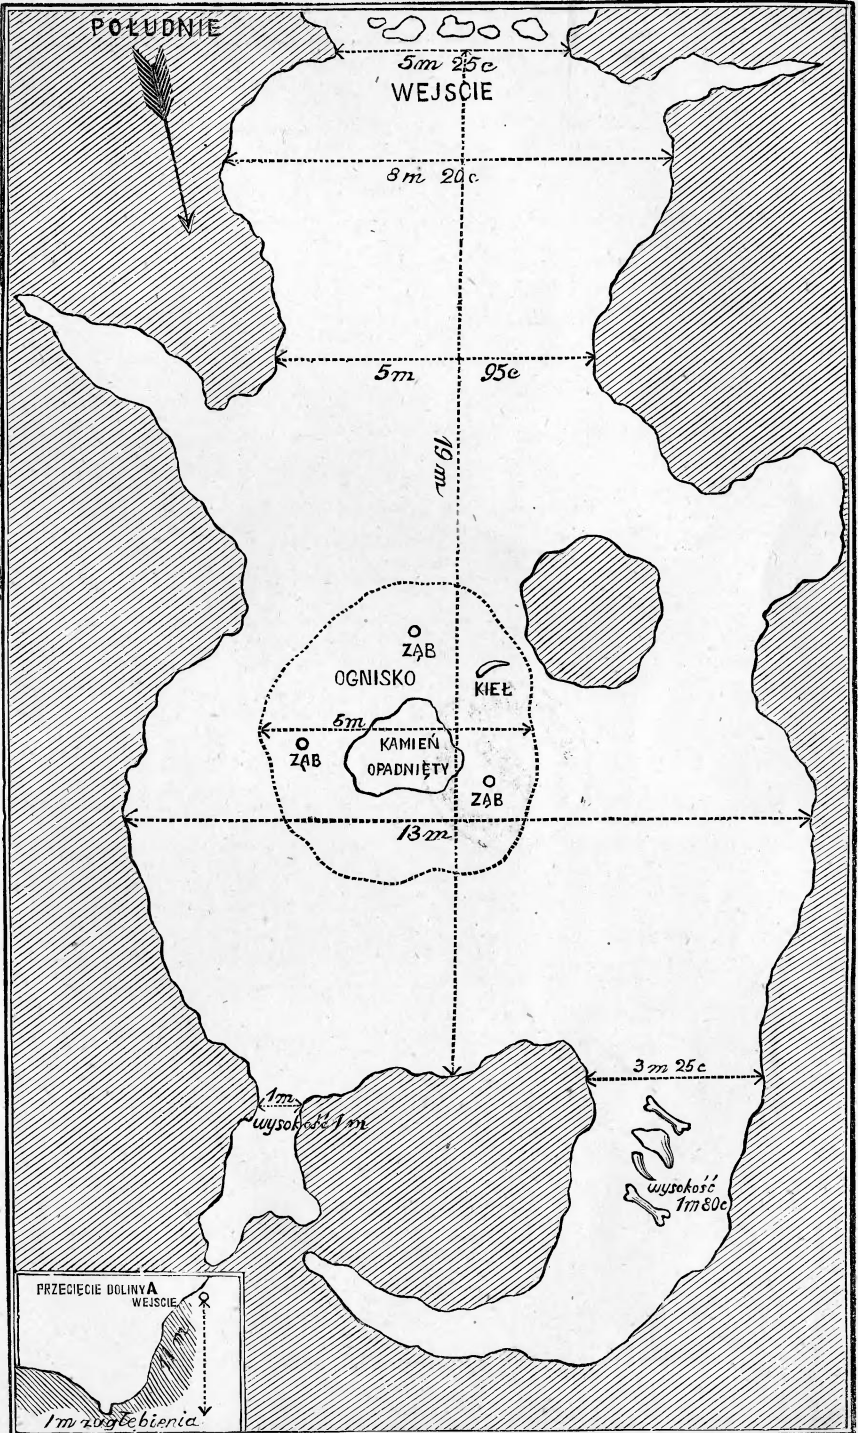 POŁUDNIE
5m 25c
WEJŚCIE
8m 20c
5m 95c
19m
ZĄB
OGNISKO
KIEŁ
5m
ZĄB
KAMIEŃ
OPADNIĘTY
ZĄB
13m
3m 25c
1m
wysokość 1m
wysokość
1m 80c
PRZECIĘCIE DOLINY A
WEJŚCIE
11 m
1m zagłębienia